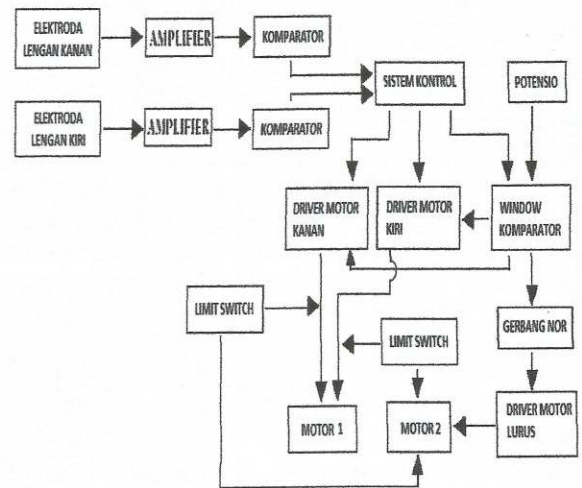 ELEKTRODA
LENGAN KANAN
AMPLIFIER
KOMPARATOR
SISTEM KONTROL
POTENSIO
ELEKTRODA
LENGAN KIRI
AMPLIFIER
KOMPARATOR
DRIVER MOTOR
KANAN
DRIVER MOTOR
KIRI
WINDOW
KOMPARATOR
LIMIT SWITCH
LIMIT SWITCH
GERBANG NOR
MOTOR 1
MOTOR 2
DRIVER MOTOR
LURUS